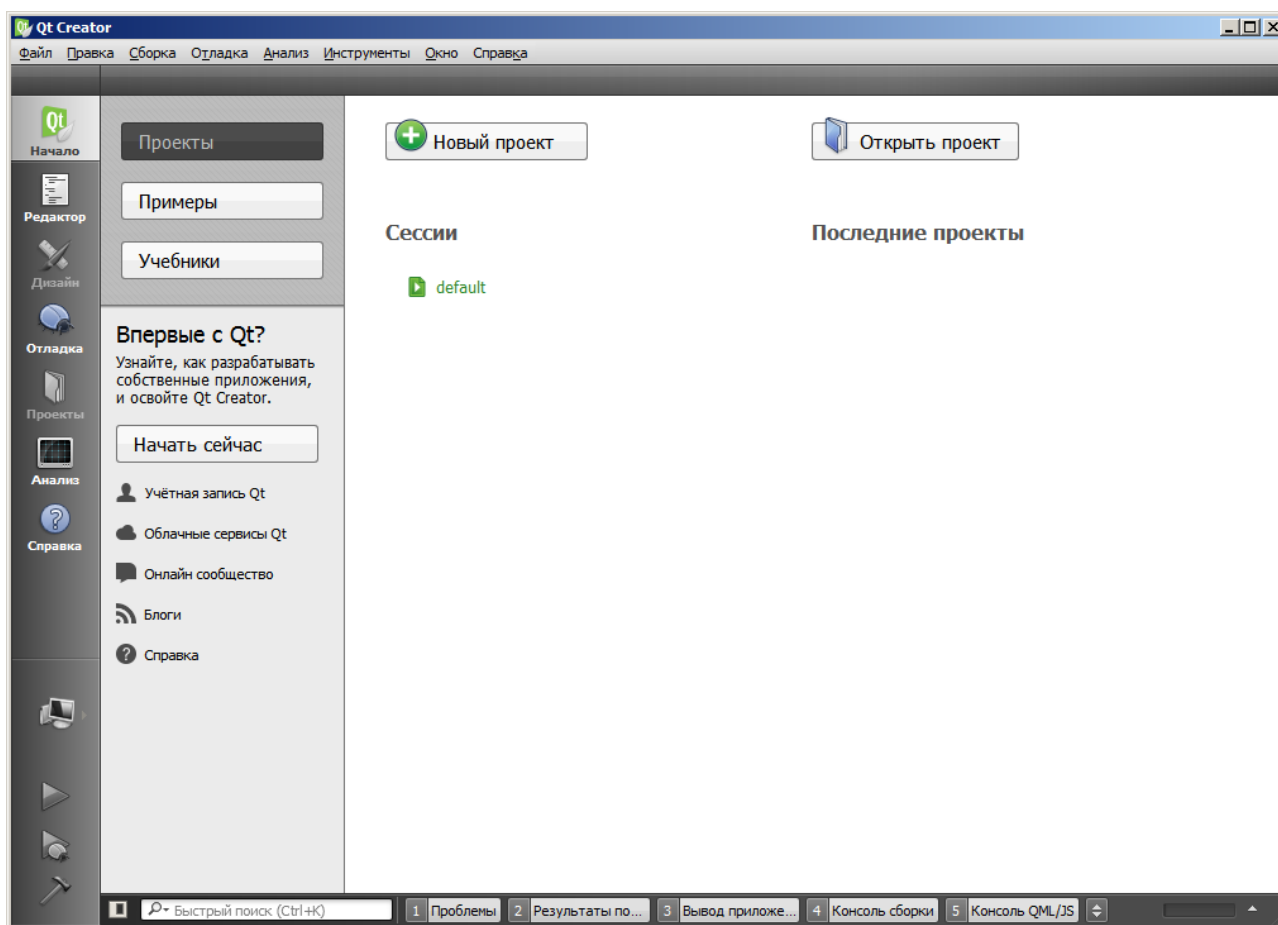 Qt Creator
Файл Правка Сборка Отладка Анализ Инструменты Окно Справка
Начало
Редактор
Дизайн
Отладка
Проекты
Анализ
Справка
Проекты
Примеры
Учебники
Впервые с Qt?
Узнайте, как разрабатывать
собственные приложения,
и освойте Qt Creator.
Начать сейчас
Учётная запись Qt
Облачные сервисы Qt
Онлайн сообщество
Блоги
Справка
Новый проект
Открыть проект
Сессии
Последние проекты
default
Быстрый поиск (Ctrl+K)
1 Проблемы 2 Результаты по... 3 Вывод приложе... 4 Консоль сборки 5 Консоль QML/JS